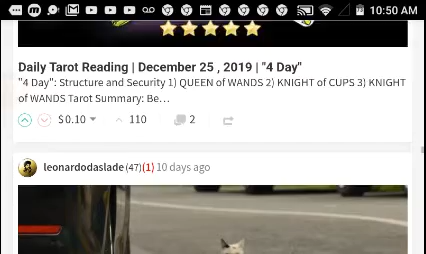 10:50 AM
Daily Tarot Reading | December 25 , 2019 | "4 Day"
"4 Day": Structure and Security 1) QUEEN of WANDS 2) KNIGHT of CUPS 3) KNIGHT
of WANDS Tarot Summary: Be…
$0.10 110 2
leonardodaslade (47)(1) 10 days ago